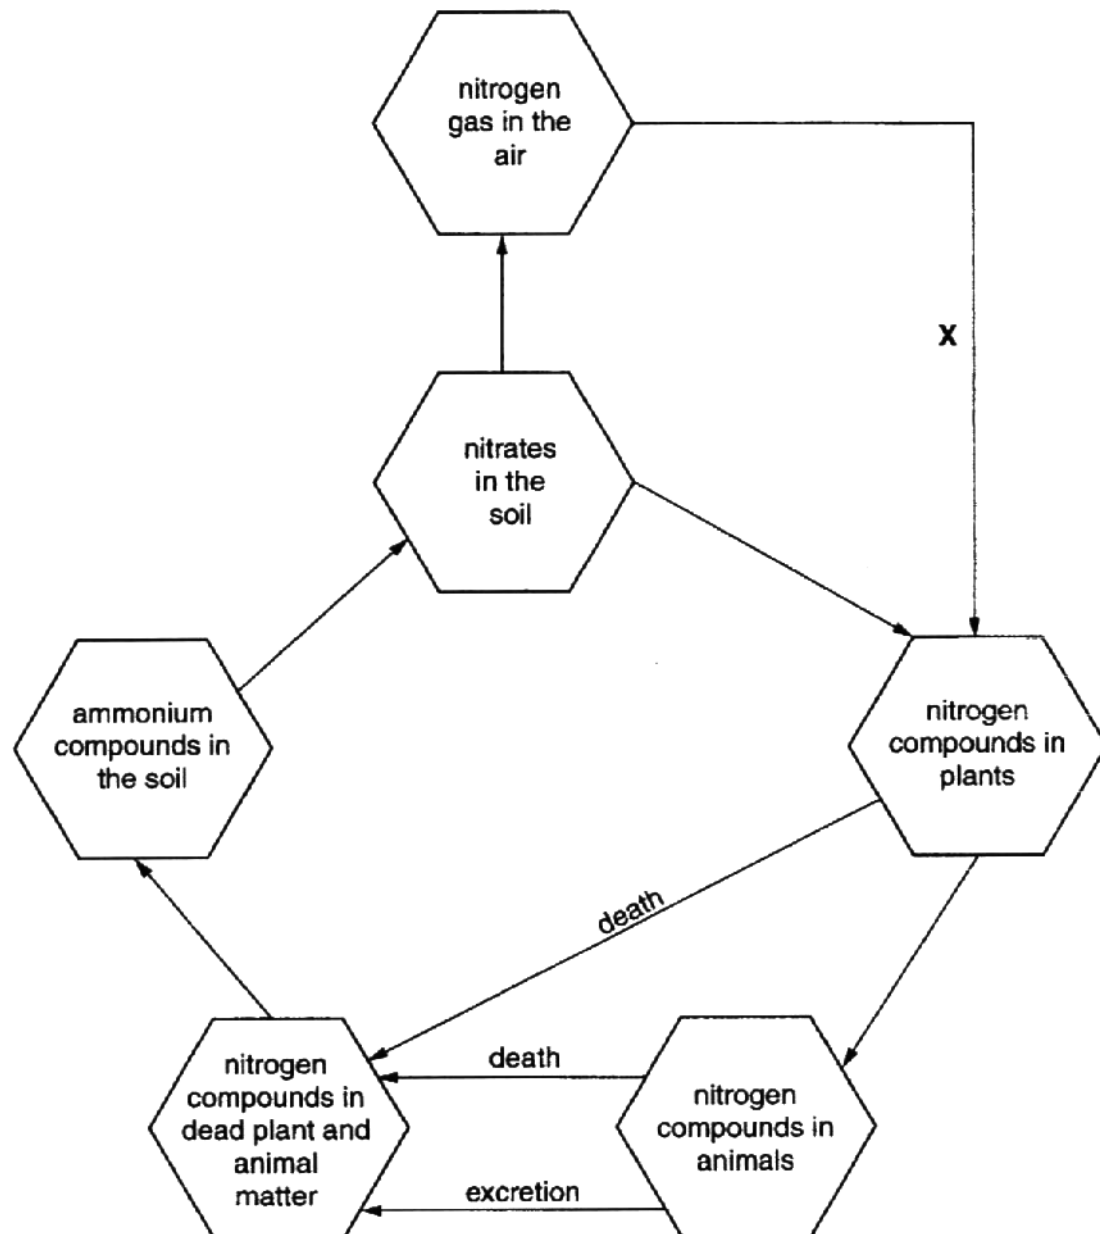 nitrogen
gas in the
air
X
nitrates
in the
soil
ammonium
compounds in
the soil
nitrogen
compounds in
plants
death
nitrogen
compounds in
dead plant and
animal
matter
death
excretion
nitrogen
compounds in
animals